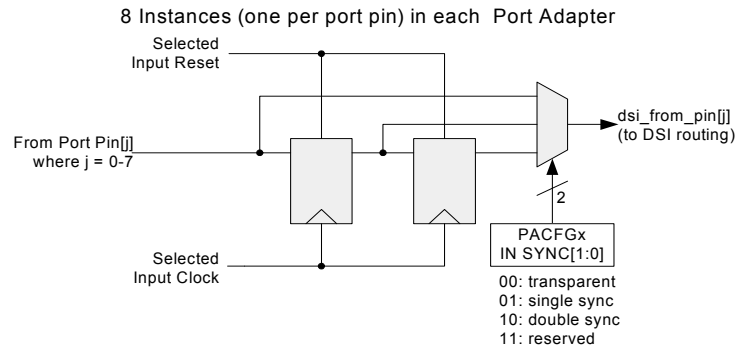 8 Instances (one per port pin) in each Port Adapter
Selected
Input Reset
From Port Pin[j]
where j = 0-7
dsi_from_pin[j]
(to DSI routing)
2
PACFGx
IN SYNC[1:0]
Selected
Input Clock
00: transparent
01: single sync
10: double sync
11: reserved